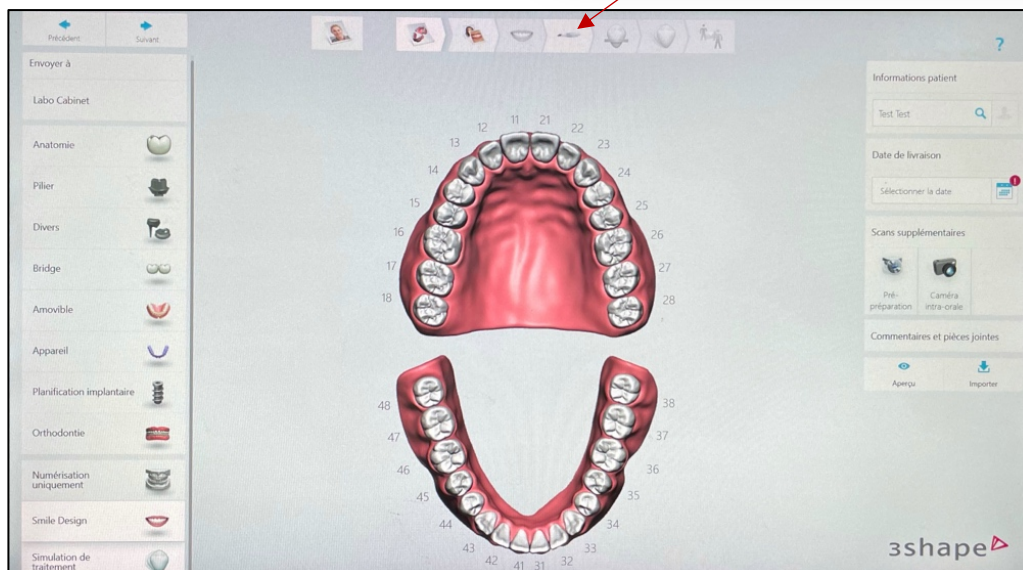 Précédent
Suivant
Envoyer à
Labo Cabinet
Anatomie
Pilier
Divers
Bridge
Amovible
Appareil
Planification implantaire
Orthodontie
Numérisation
uniquement
Smile Design
Simulation de
traitement
11 21
12 22
13 23
14 24
15 25
16 26
17 27
18 28
48 38
47 37
46 36
45 35
44 34
43 33
42 41 31 32
?
Informations patient
Test Test
Date de livraison
Sélectionner la date
Scans supplémentaires
Pré-
préparation
Caméra
intra-orale
Commentaires et pièces jointes
Aperçu
Importer
3shape